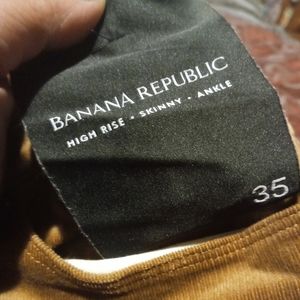 BANANA REPUBLIC
HIGH RISE • SKINNY • ANKLE
35